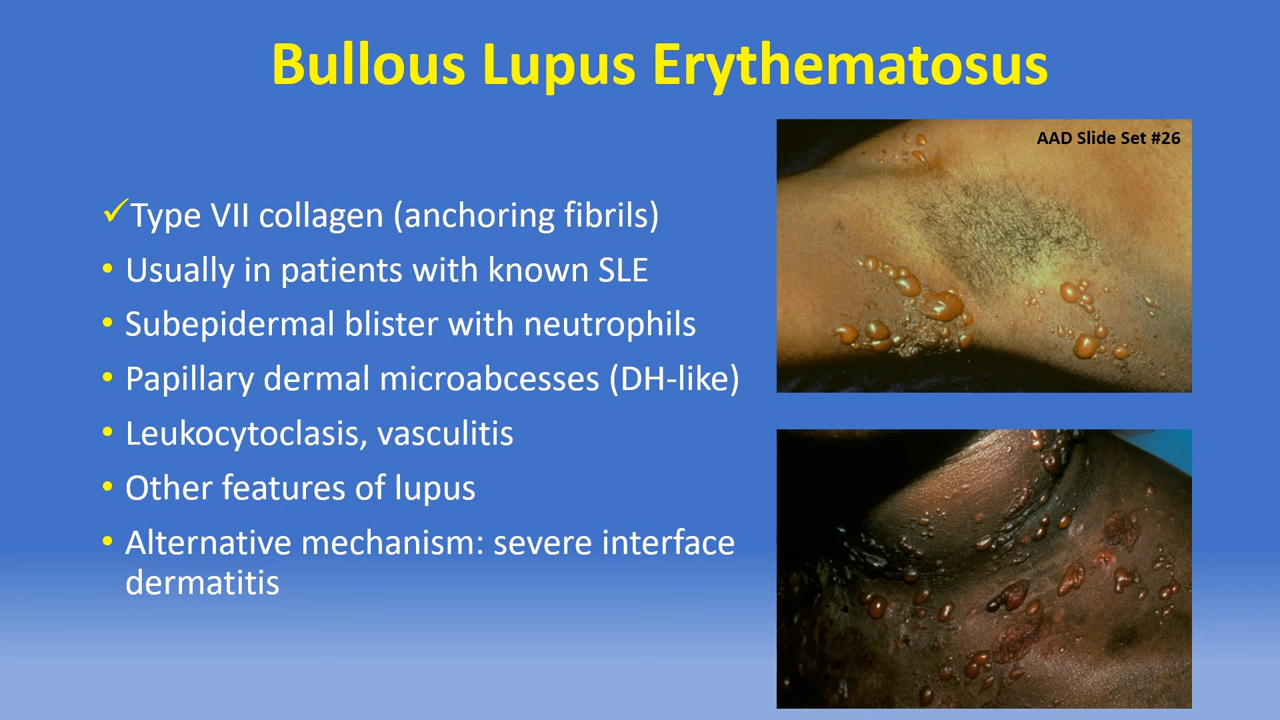 Bullous Lupus Erythematosus
AAD Slide Set #26
✓Type VII collagen (anchoring fibrils)
• Usually in patients with known SLE
• Subepidermal blister with neutrophils
• Papillary dermal microabcesses (DH-like)
• Leukocytoclasis, vasculitis
• Other features of lupus
• Alternative mechanism: severe interface
dermatitis